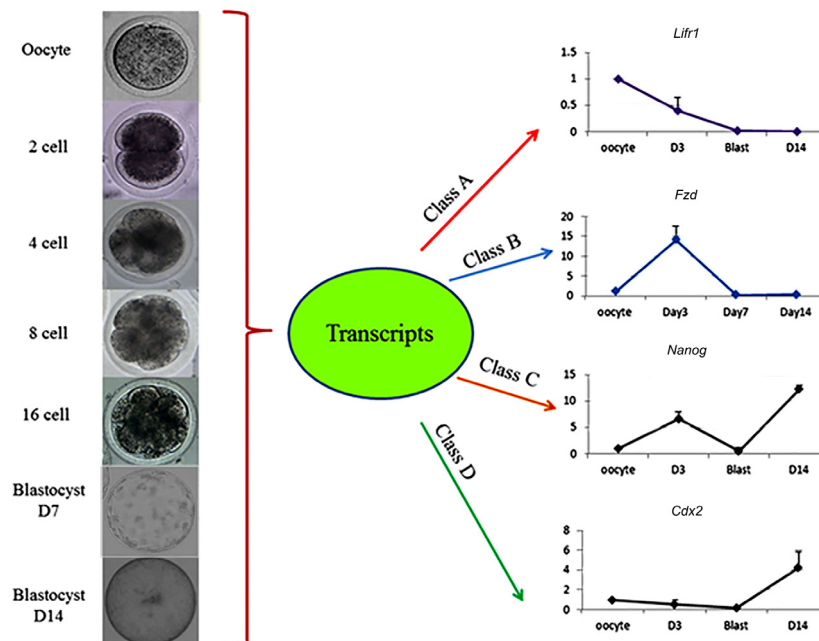 Oocyte
2 cell
4 cell
8 cell
16 cell
Blastocyst
D7
Blastocyst
D14
Transcripts
Class A
Class B
Class C
Class D
Lifr1
1.5
1
0.5
0
oocyte D3 Blast D14
Fzd
20
15
10
5
0
oocyte Day3 Day7 Day14
Nanog
15
10
5
0
oocyte D3 Blast D14
Cdx2
8
6
4
2
0
oocyte D3 Blast D14